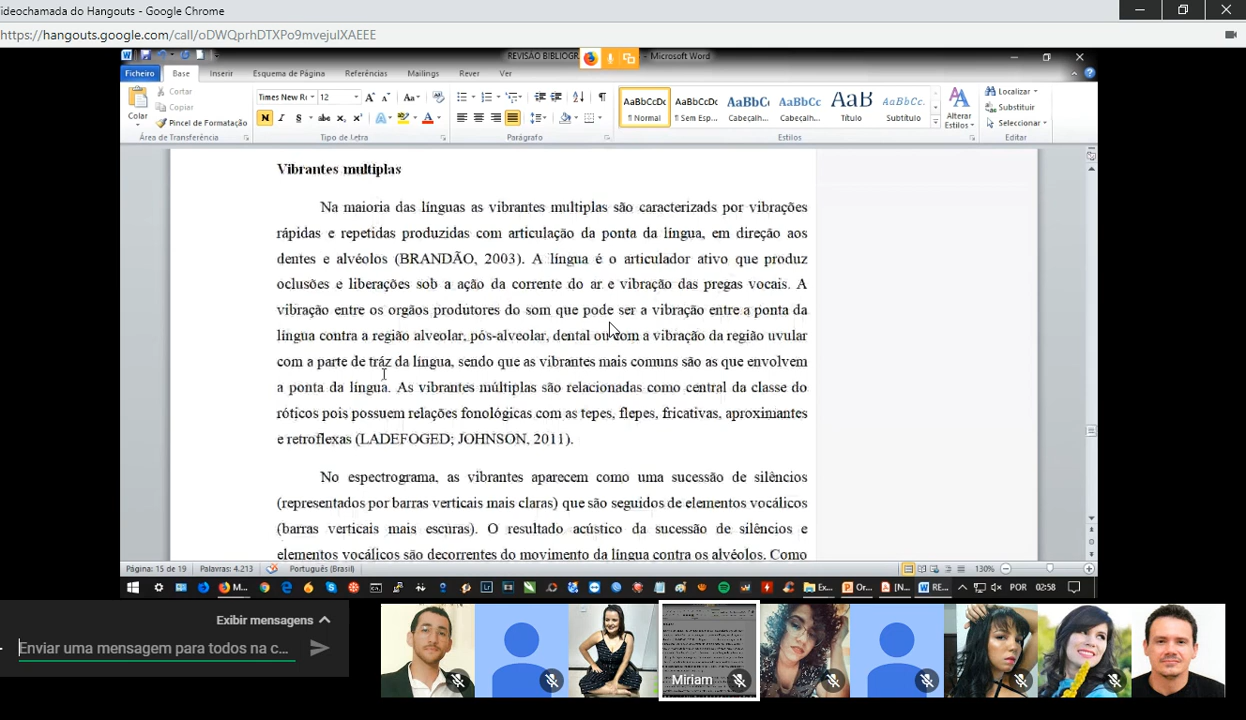 ideochamada do Hangouts - Google Chrome
https://hangouts.google.com/call/oDWQprhDTXPo9mvejulXAEEE
REVISÃO BIBLIOGR - Microsoft Word
Ficheiro Base Inserir Esquema de Página Referências Mailings Rever Ver
Cortar
Copiar
Pincel de Formatação
Colar
Times New R 12
N I S abc x₂ x²
AaBbCcDc AaBbCcDc AaBbC AaBbCc AaB AaBbCc.
¶ Normal ¶ Sem Esp... Cabeçalh... Cabeçalh... Título Subtítulo
Alterar
Estilos
Localizar
Substituir
Seleccionar
Área de Transferência Tipo de Letra Parágrafo Estilos Editar
Vibrantes multiplas
Na maioria das línguas as vibrantes multiplas são caracterizads por vibrações
rápidas e repetidas produzidas com articulação da ponta da língua, em direção aos
dentes e alvéolos (BRANDÃO, 2003). A língua é o articulador ativo que produz
oclusões e liberações sob a ação da corrente do ar e vibração das pregas vocais. A
vibração entre os orgãos produtores do som que pode ser a vibração entre a ponta da
língua contra a região alveolar, pós-alveolar, dental ou com a vibração da região uvular
com a parte de tráz da língua, sendo que as vibrantes mais comuns são as que envolvem
a ponta da língua. As vibrantes múltiplas são relacionadas como central da classe do
róticos pois possuem relações fonológicas com as tepes, flepes, fricativas, aproximantes
e retroflexas (LADEFOGED; JOHNSON, 2011).
No espectrograma, as vibrantes aparecem como uma sucessão de silêncios
(representados por barras verticais mais claras) que são seguidos de elementos vocálicos
(barras verticais mais escuras). O resultado acústico da sucessão de silêncios e
elementos vocálicos são decorrentes do movimento da língua contra os alvéolos. Como
Página: 15 de 19 Palavras: 4.213 Português (Brasil) 130%
M... Ex... Or... [N... RE... POR 02:58
Exibir mensagens
Enviar uma mensagem para todos na c...
Miriam